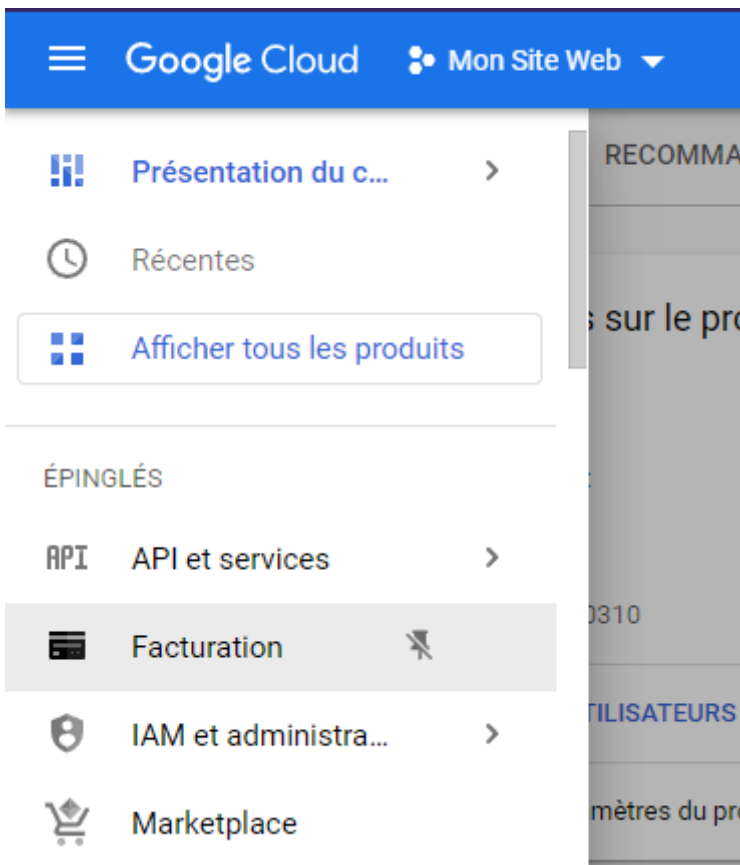 Google Cloud Mon Site Web
Présentation du c...
RECOMMA
Récentes
s sur le pro
Afficher tous les produits
ÉPINGLÉS
API API et services
0310
Facturation
TILISATEURS
IAM et administra...
mètres du pro
Marketplace